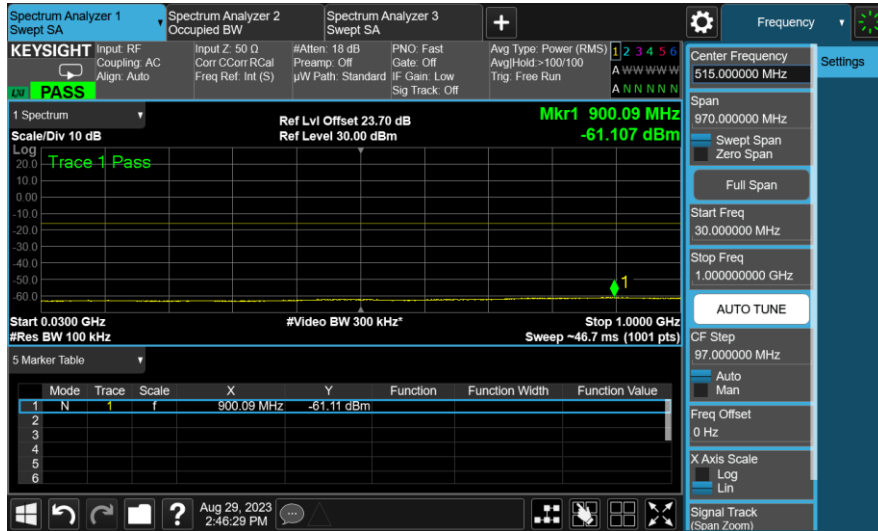 Spectrum Analyzer 1
Swept SA
Spectrum Analyzer 2
Occupied BW
Spectrum Analyzer 3
Swept SA
Frequency
KEYSIGHT
Input: RF
Coupling: AC
Align: Auto
Input Z: 50 Ω
Corr CCorr RCal
Freq Ref: Int (S)
#Atten: 18 dB
Preamp: Off
µW Path: Standard
PNO: Fast
Gate: Off
IF Gain: Low
Sig Track: Off
Avg Type: Power (RMS)
Avg|Hold:>100/100
Trig: Free Run
1 2 3 4 5 6
A W W W W W
A N N N N N
LXI
PASS
1 Spectrum
Scale/Div 10 dB
Ref Lvl Offset 23.70 dB
Ref Level 30.00 dBm
Mkr1 900.09 MHz
-61.107 dBm
Log
Trace 1 Pass
20.0
10.0
0.00
-10.0
-20.0
-30.0
-40.0
-50.0
-60.0
1
Start 0.0300 GHz
#Res BW 100 kHz
#Video BW 300 kHz*
Stop 1.0000 GHz
Sweep ~46.7 ms (1001 pts)
5 Marker Table
Mode Trace Scale X Y Function Function Width Function Value
1 N 1 f 900.09 MHz -61.11 dBm
2
3
4
5
6
Aug 29, 2023
2:46:29 PM
Center Frequency
515.000000 MHz
Settings
Span
970.000000 MHz
Swept Span
Zero Span
Full Span
Start Freq
30.000000 MHz
Stop Freq
1.000000000 GHz
AUTO TUNE
CF Step
97.000000 MHz
Auto
Man
Freq Offset
0 Hz
X Axis Scale
Log
Lin
Signal Track
(Span Zoom)